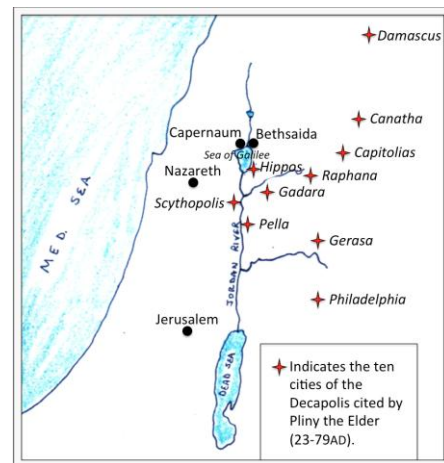 Damascus
Canatha
Capernaum
Bethsaida
Capitolias
Sea of Galilee
Hippos
Raphana
Nazareth
Gadara
Scythopolis
Pella
Gerasa
MED. SEA
JORDAN RIVER
Philadelphia
Jerusalem
DEAD SEA
Indicates the ten
cities of the
Decapolis cited by
Pliny the Elder
(23-79AD).